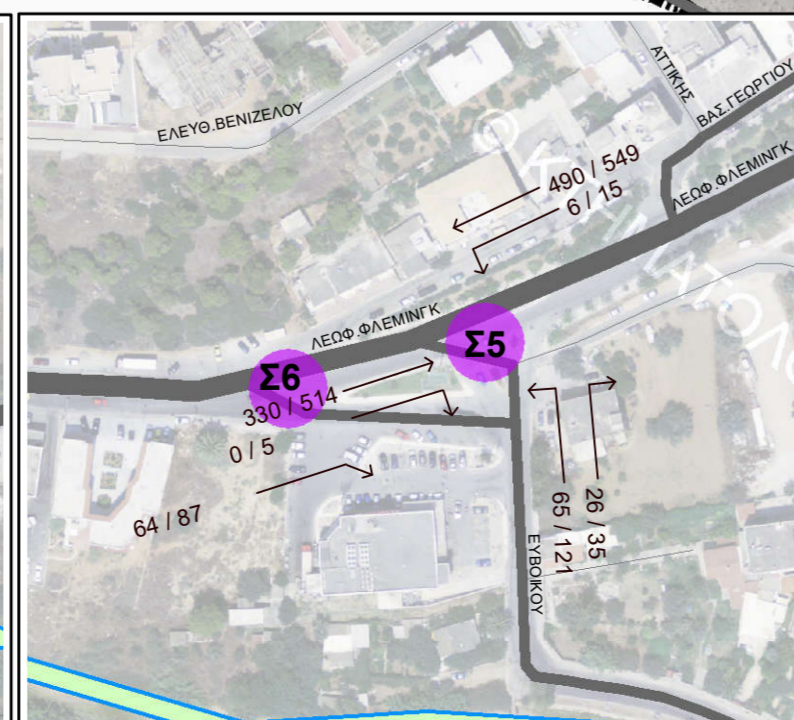 ΑΤΤΙΚΗΣ
ΒΑΣ.ΓΕΩΡΓΙΟΥ
ΕΛΕΥΘ.ΒΕΝΙΖΕΛΟΥ
490 / 549
6 / 15
ΛΕΩΦ.ΦΛΕΜΙΝΓΚ
ΛΕΩΦ.ΦΛΕΜΙΝΓΚ
Σ5
Σ6
330 / 514
0 / 5
64 / 87
65 / 121
26 / 35
ΕΥΒΟΙΚΟΥ